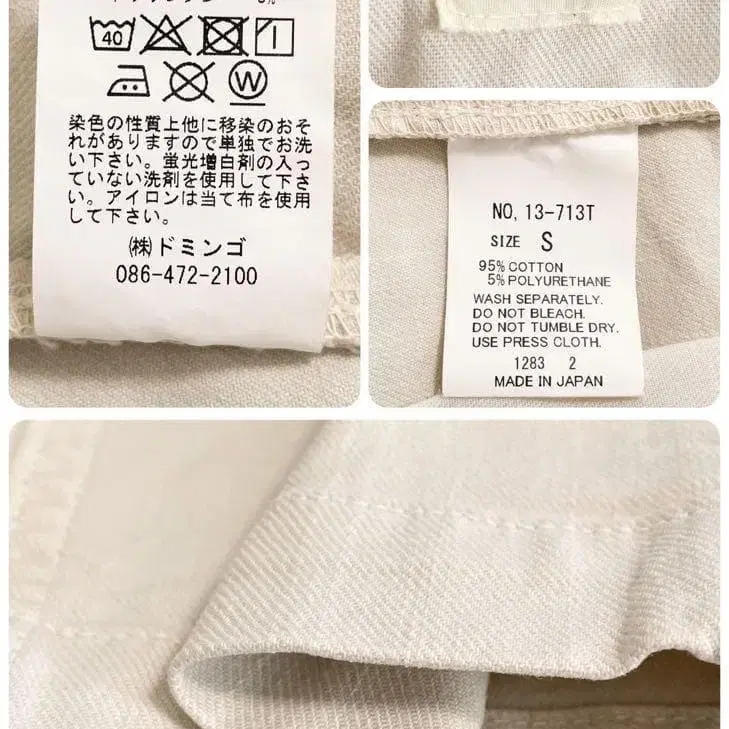 40
W
染色の性質上他に移染のおそ
れがありますので単独でお洗
い下さい。蛍光増白剤の入っ
ていない洗剤を使用して下さ
い。アイロンは当て布を使用
して下さい。
㈱ドミンゴ
086-472-2100
NO, 13-713T
SIZE S
95% COTTON
5% POLYURETHANE
WASH SEPARATELY.
DO NOT BLEACH.
DO NOT TUMBLE DRY.
USE PRESS CLOTH.
1283 2
MADE IN JAPAN